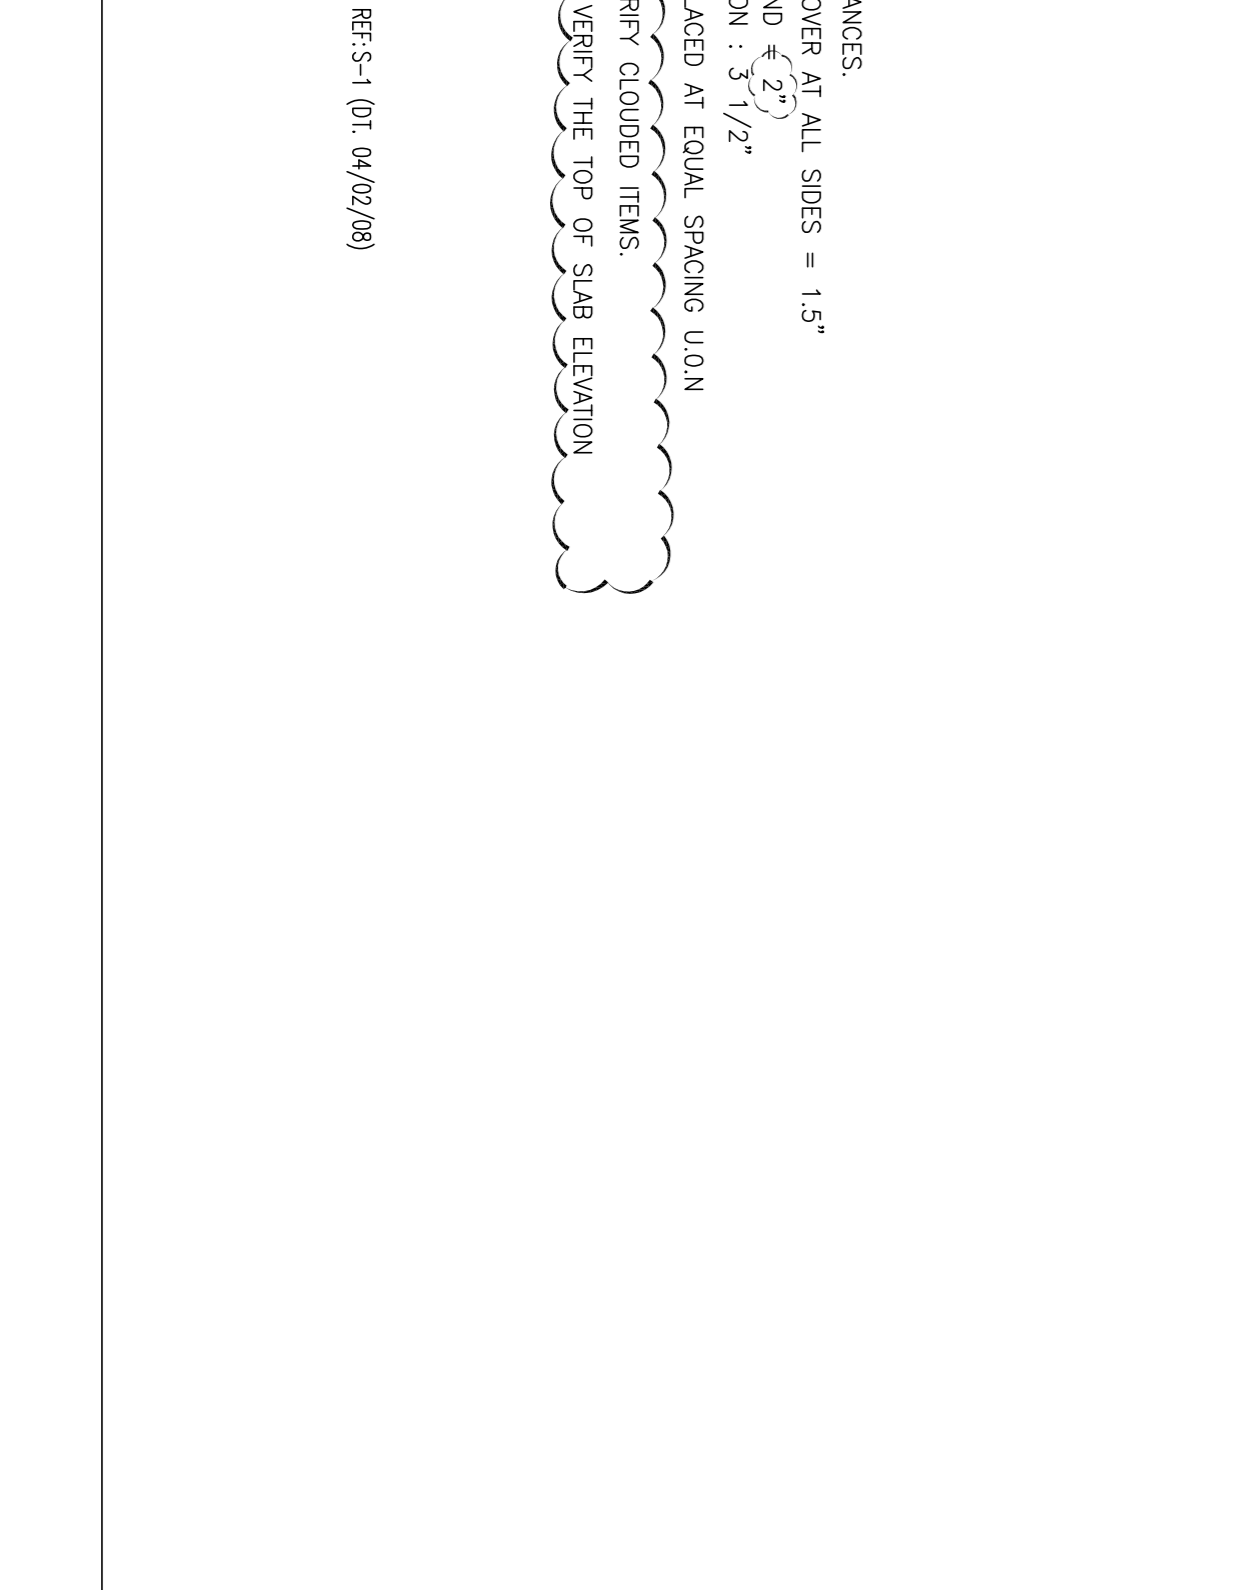 ANCES.
OVER AT ALL SIDES = 1.5"
ND = 2"
ON : 3 1/2"
LACED AT EQUAL SPACING U.O.N
RIFY CLOUDED ITEMS.
VERIFY THE TOP OF SLAB ELEVATION
REF:S-1 (DT. 04/02/08)